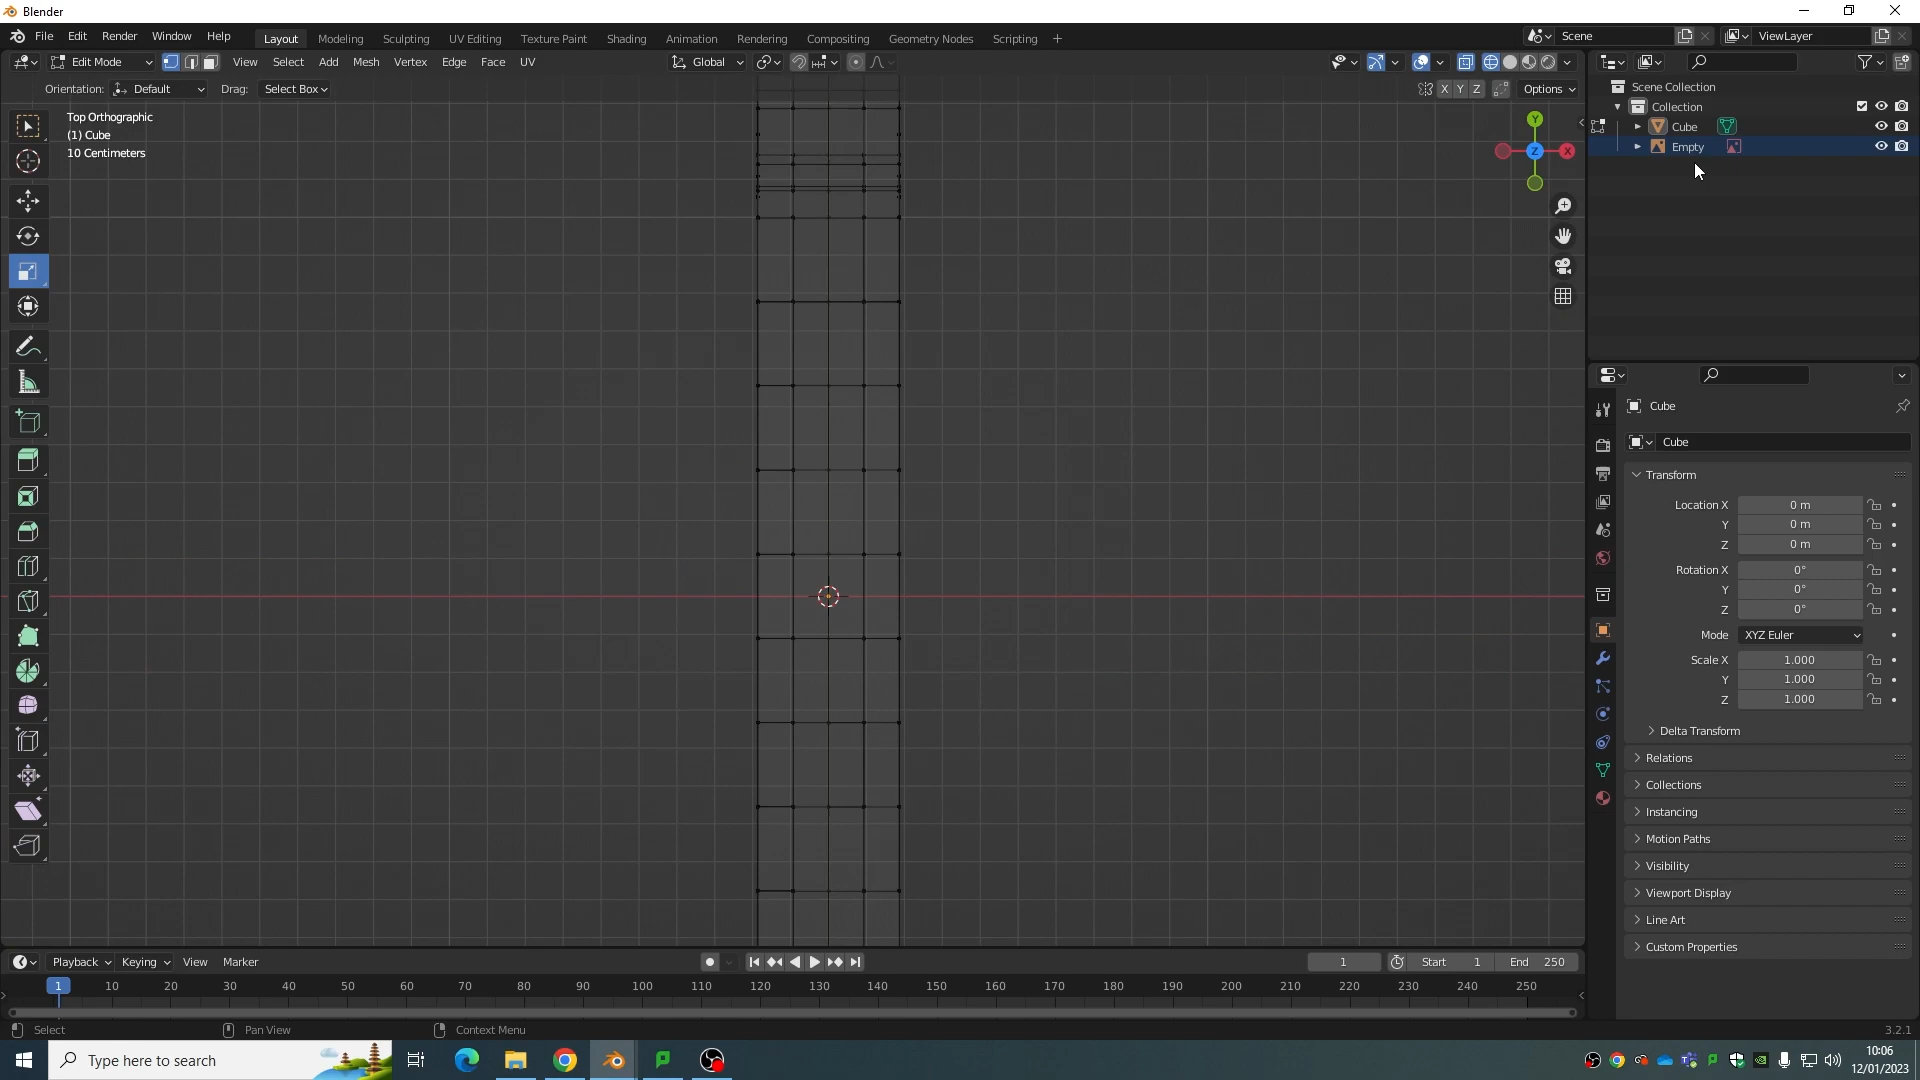 Blender
File Edit Render Window Help Layout Modeling Sculpting UV Editing Texture Paint Shading Animation Rendering Compositing Geometry Nodes Scripting + Scene ViewLayer
Edit Mode View Select Add Mesh Vertex Edge Face UV Global
Orientation: Default Drag: Select Box X Y Z Options
Top Orthographic
(1) Cube
10 Centimeters
Y
Z X
Scene Collection
Collection
Cube
Empty
Cube
Cube
Transform
Location X 0 m
Y 0 m
Z 0 m
Rotation X 0°
Y 0°
Z 0°
Mode XYZ Euler
Scale X 1.000
Y 1.000
Z 1.000
Delta Transform
Relations
Collections
Instancing
Motion Paths
Visibility
Viewport Display
Line Art
Custom Properties
Playback Keying View Marker 1 Start 1 End 250
1 10 20 30 40 50 60 70 80 90 100 110 120 130 140 150 160 170 180 190 200 210 220 230 240 250
Select Pan View Context Menu 3.2.1
Type here to search
10:06
12/01/2023